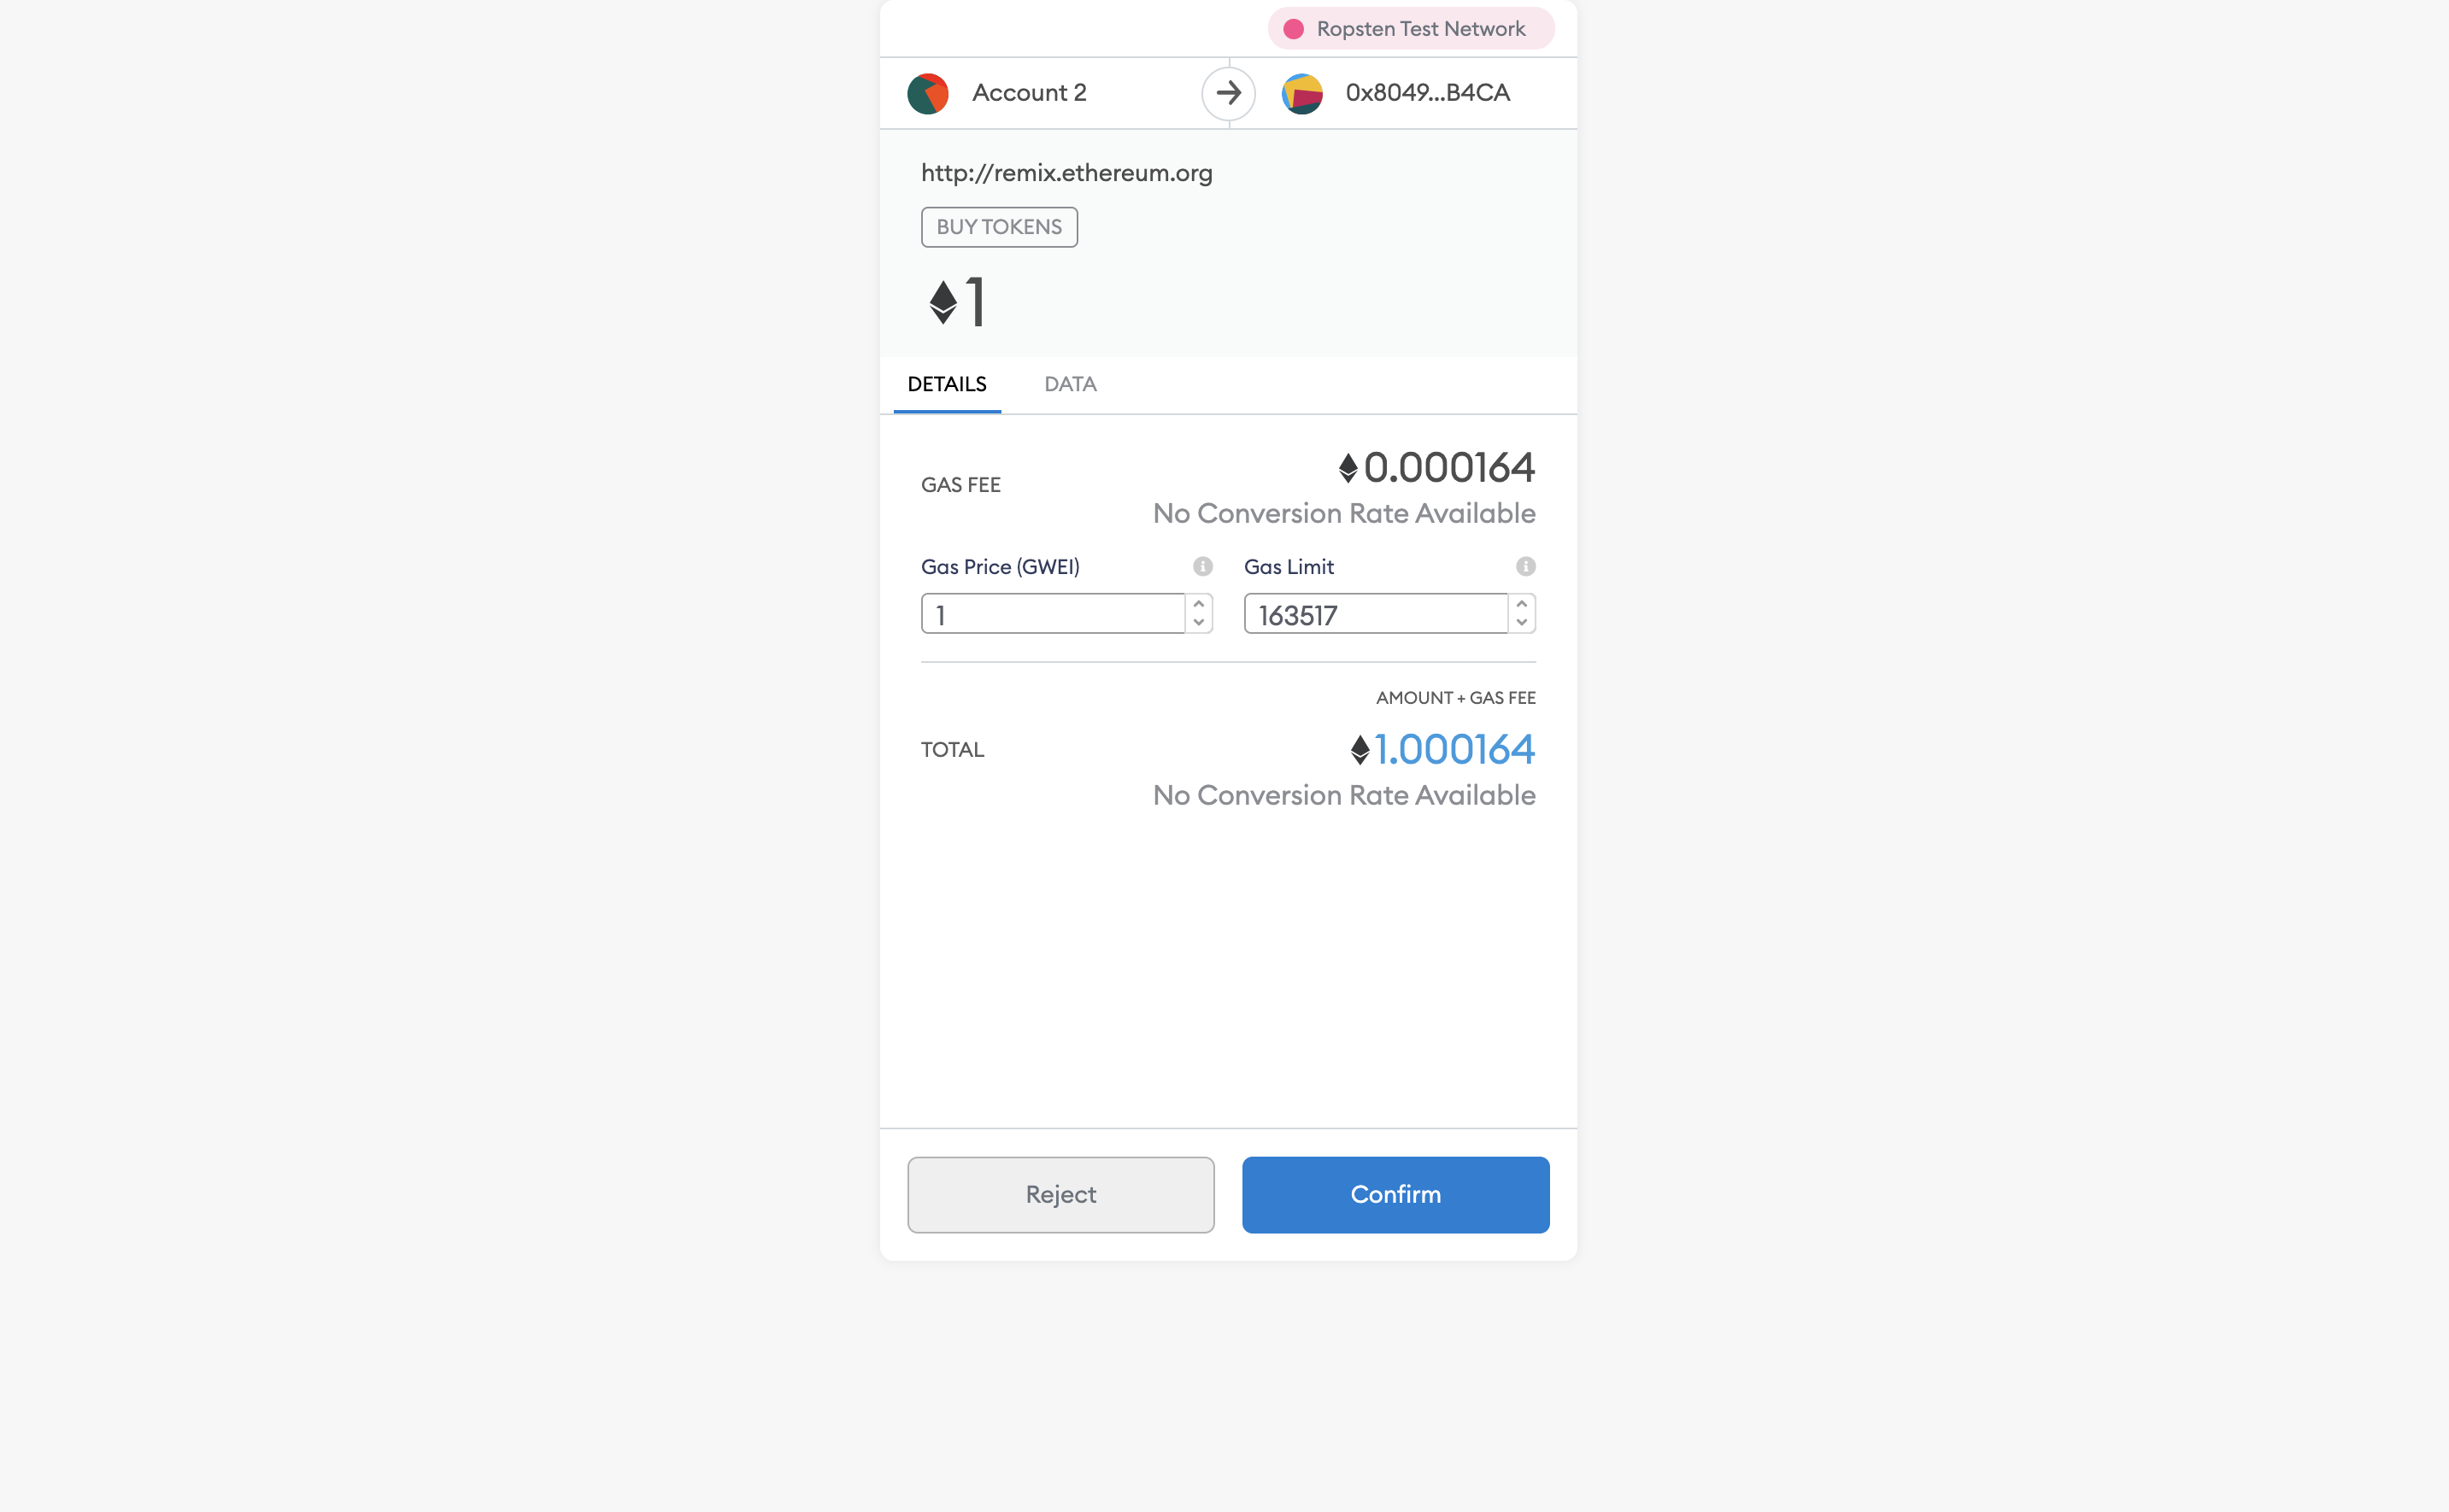 Ropsten Test Network
Account 2
0x8049...B4CA
http://remix.ethereum.org
BUY TOKENS
1
DETAILS
DATA
GAS FEE
0.000164
No Conversion Rate Available
Gas Price (GWEI)
Gas Limit
1
163517
AMOUNT + GAS FEE
TOTAL
1.000164
No Conversion Rate Available
Reject
Confirm